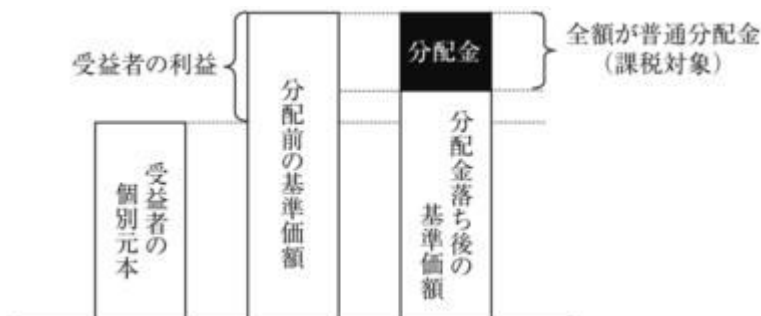 受益者の利益
受益者の
個別元本
分配前の基準価額
分配金
分配金落ち後の
基準価額
全額が普通分配金
（課税対象）